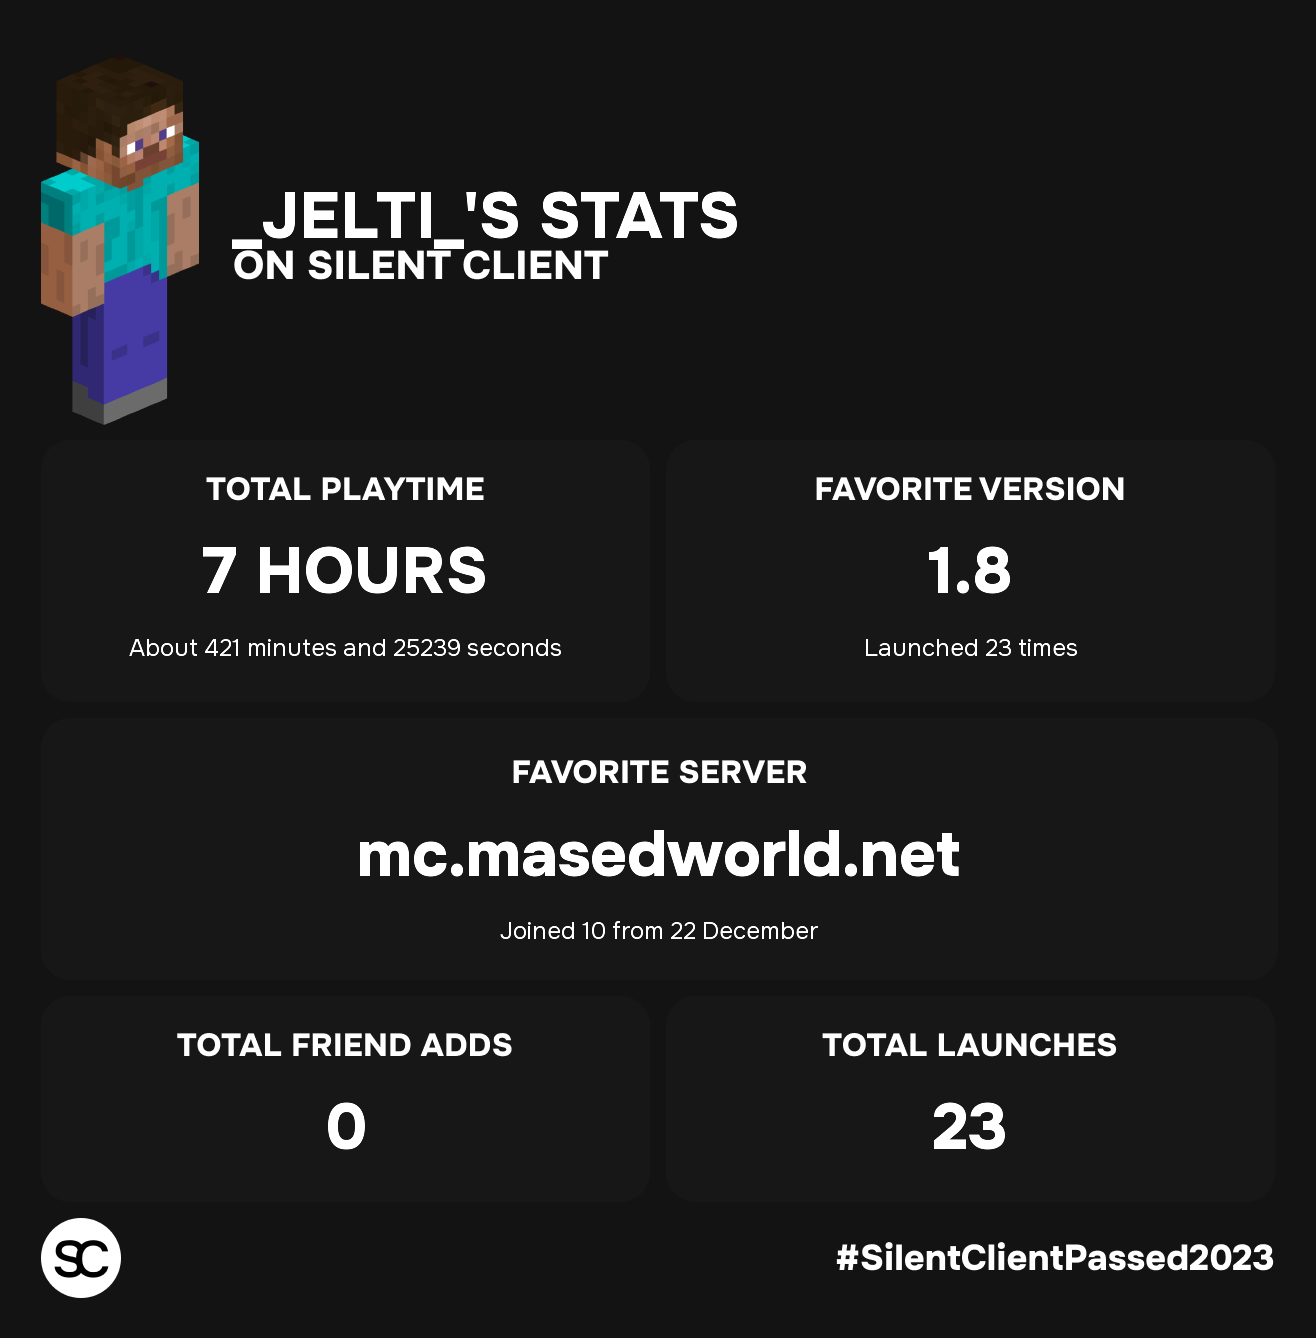 _JELTI_'S STATS
ON SILENT CLIENT
TOTAL PLAYTIME
7 HOURS
About 421 minutes and 25239 seconds
FAVORITE VERSION
1.8
Launched 23 times
FAVORITE SERVER
mc.masedworld.net
Joined 10 from 22 December
TOTAL FRIEND ADDS
0
TOTAL LAUNCHES
23
SC
#SilentClientPassed2023